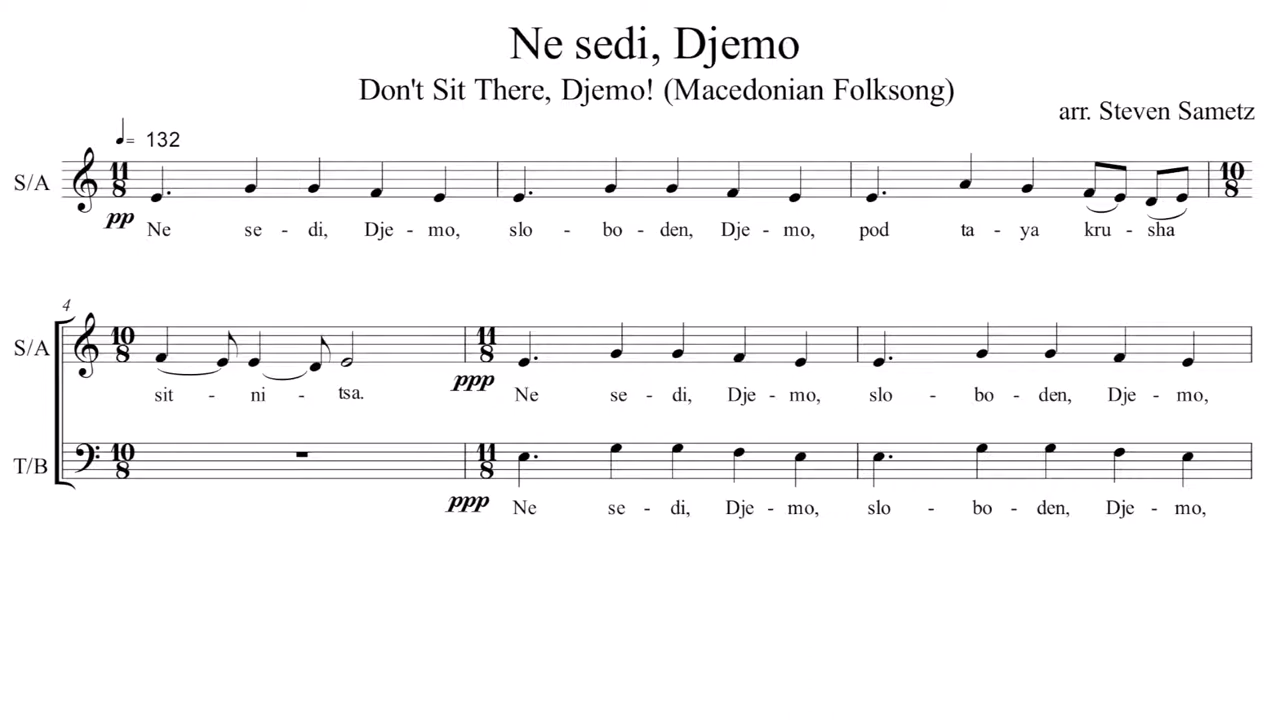 Ne sedi, Djemo
Don't Sit There, Djemo! (Macedonian Folksong)
arr. Steven Sametz
♩= 132
S/A
11
8
10
8
pp
Ne se - di, Dje - mo, slo - bo - den, Dje - mo, pod ta - ya kru - sha
4
S/A
10
8
11
8
ppp
sit - ni - tsa. Ne se - di, Dje - mo, slo - bo - den, Dje - mo,
T/B
10
8
11
8
ppp
Ne se - di, Dje - mo, slo - bo - den, Dje - mo,